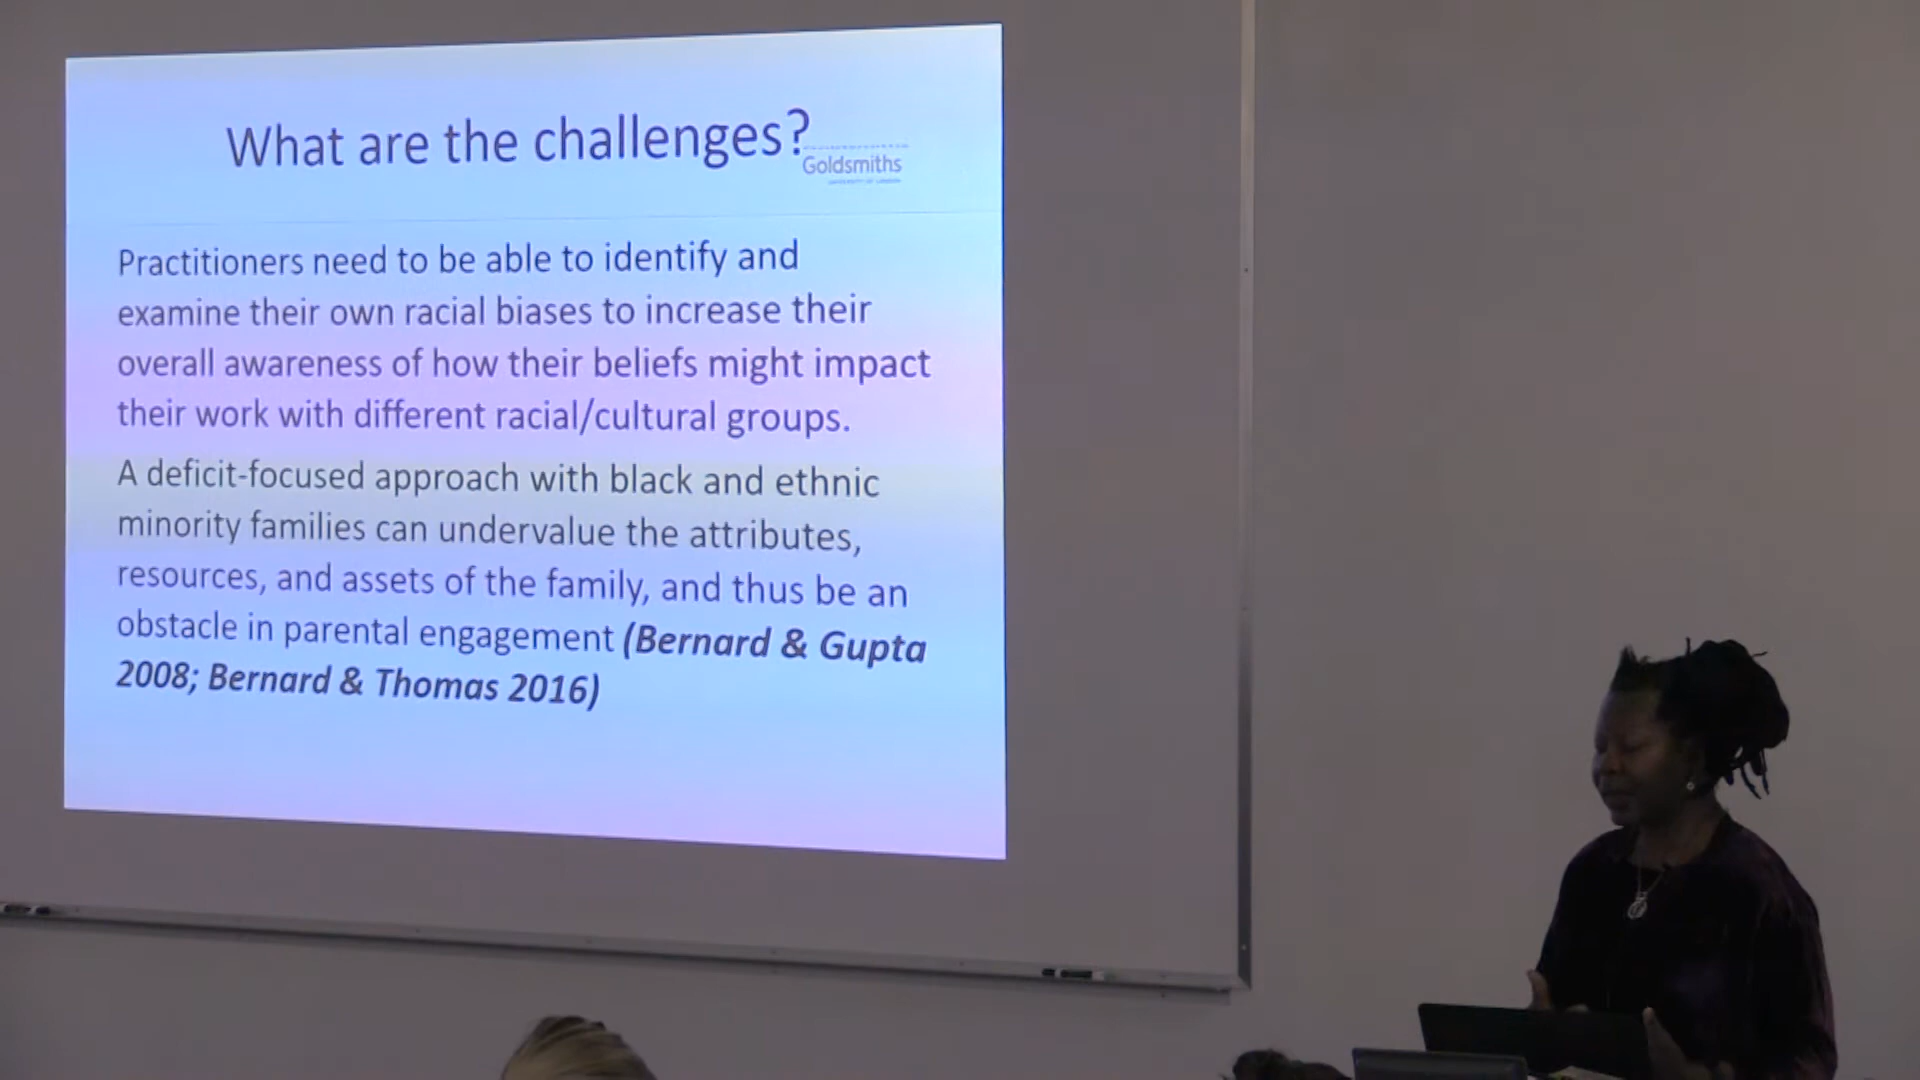 What are the challenges?
Goldsmiths
Practitioners need to be able to identify and
examine their own racial biases to increase their
overall awareness of how their beliefs might impact
their work with different racial/cultural groups.
A deficit-focused approach with black and ethnic
minority families can undervalue the attributes,
resources, and assets of the family, and thus be an
obstacle in parental engagement (Bernard & Gupta
2008; Bernard & Thomas 2016)